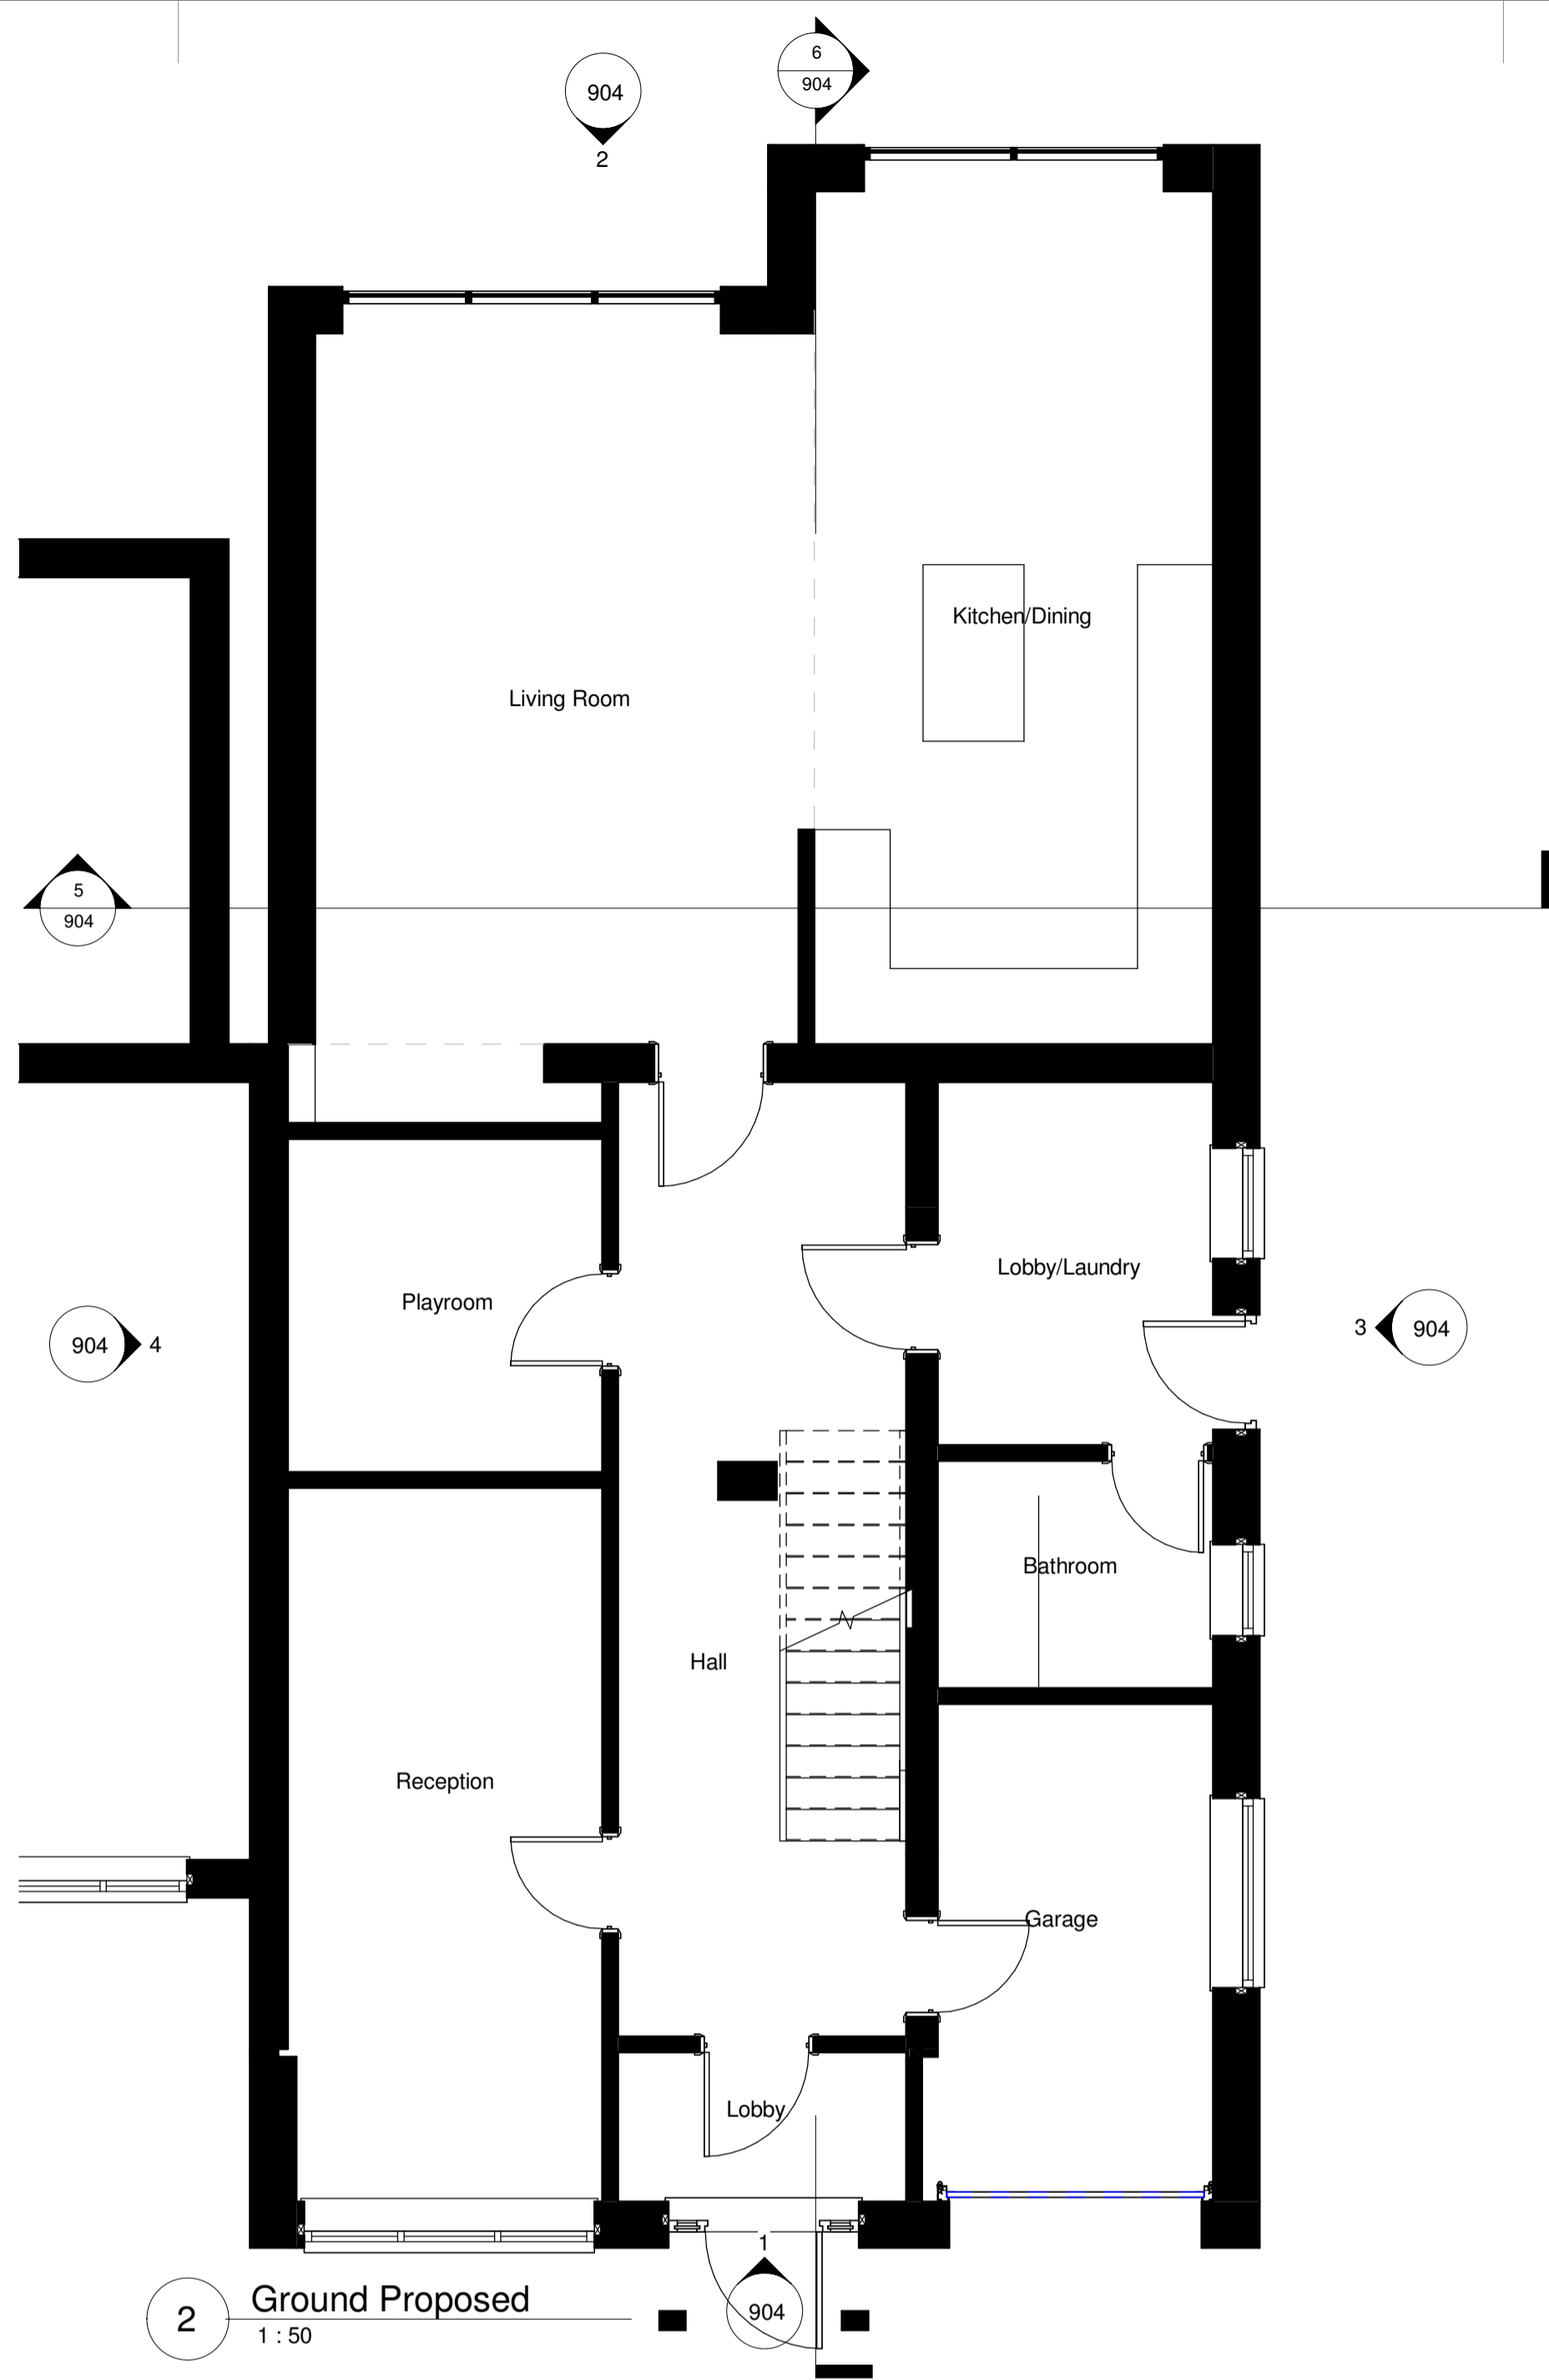 6
904
904
2
Kitchen/Dining
Living Room
5
904
Lobby/Laundry
Playroom
904
4
3
904
Bathroom
Hall
Reception
Garage
Lobby
1
904
2
Ground Proposed
1 : 50